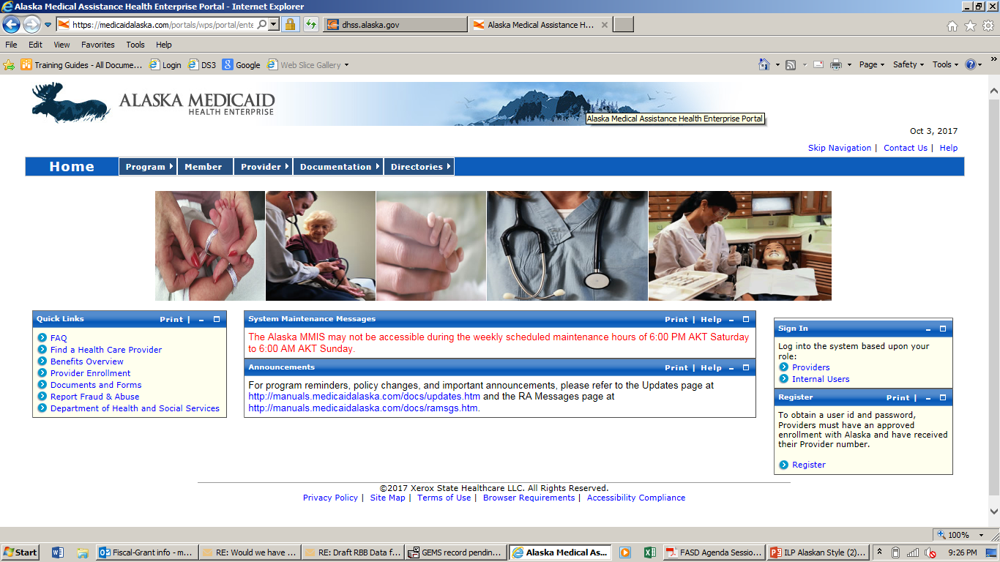 Alaska Medical Assistance Health Enterprise Portal - Internet Explorer
https://medicaidalaska.com/portals/wps/portal/ente
dhss.alaska.gov
Alaska Medical Assistance H...
File Edit View Favorites Tools Help
Training Guides - All Docume... Login DS3 Google Web Slice Gallery
Page Safety Tools
ALASKA MEDICAID
HEALTH ENTERPRISE
Alaska Medical Assistance Health Enterprise Portal
Oct 3, 2017
Skip Navigation | Contact Us | Help
Home Program Member Provider Documentation Directories
Quick Links Print |
FAQ
Find a Health Care Provider
Benefits Overview
Provider Enrollment
Documents and Forms
Report Fraud & Abuse
Department of Health and Social Services
System Maintenance Messages Print | Help
The Alaska MMIS may not be accessible during the weekly scheduled maintenance hours of 6:00 PM AKT Saturday
to 6:00 AM AKT Sunday.
Announcements Print | Help
For program reminders, policy changes, and important announcements, please refer to the Updates page at
http://manuals.medicaidalaska.com/docs/updates.htm and the RA Messages page at
http://manuals.medicaidalaska.com/docs/ramsgs.htm.
Sign In
Log into the system based upon your
role:
Providers
Internal Users
Register Print |
To obtain a user id and password,
Providers must have an approved
enrollment with Alaska and have received
their Provider number.
Register
©2017 Xerox State Healthcare LLC. All Rights Reserved.
Privacy Policy | Site Map | Terms of Use | Browser Requirements | Accessibility Compliance
100%
Start Fiscal-Grant info - m... RE: Would we have ... RE: Draft RBB Data f... GEMS record pendin... Alaska Medical As... FASD Agenda Sessio... ILP Alaskan Style (2)... 9:26 PM